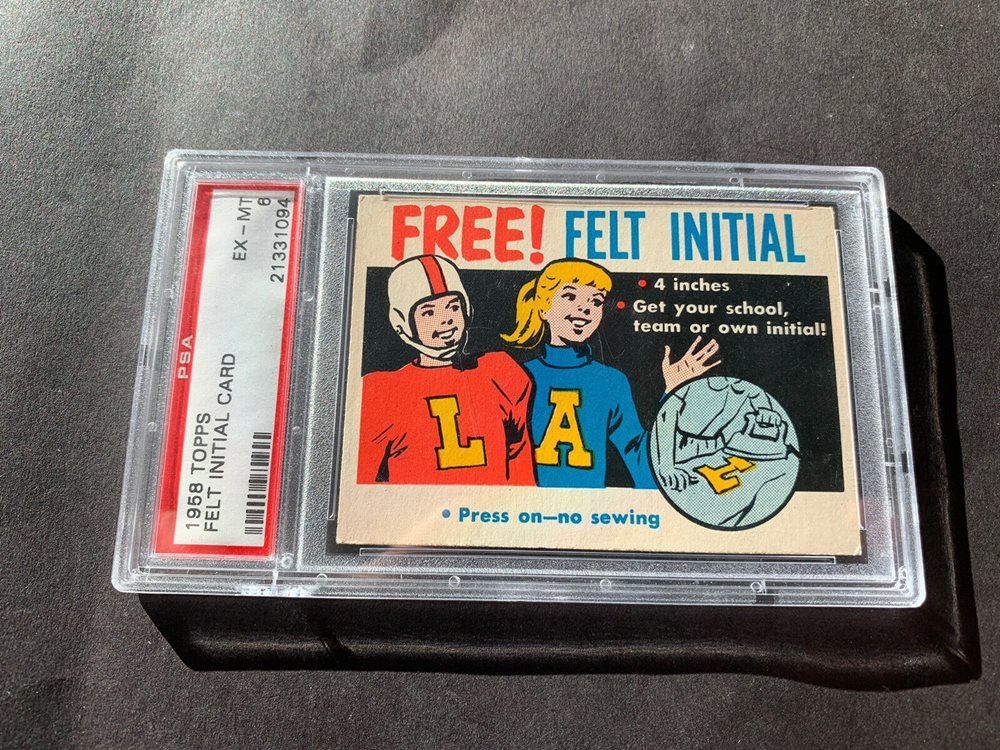 1958 TOPPS
FELT INITIAL CARD
PSA
EX - MT
6
21331094
FREE! FELT INITIAL
• 4 inches
• Get your school,
team or own initial!
L
A
L
• Press on—no sewing